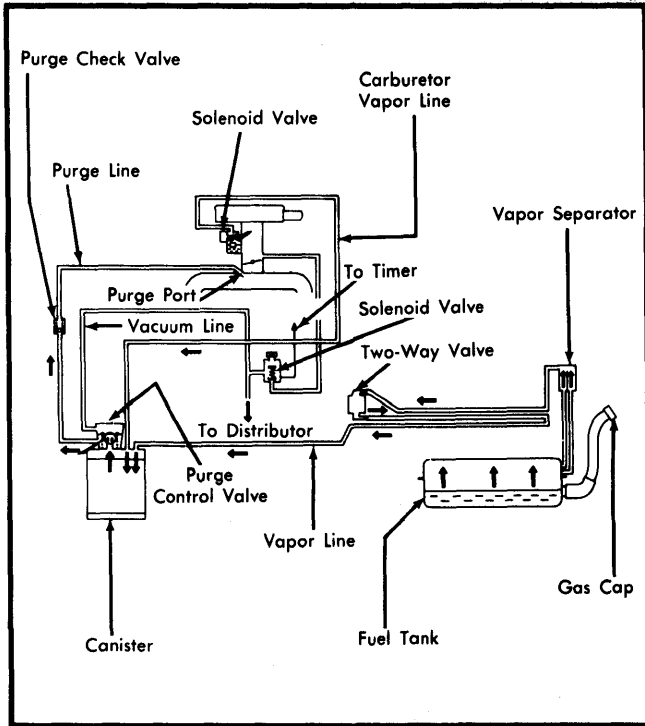 Purge Check Valve
Carburetor
Vapor Line
Solenoid Valve
Purge Line
Vapor Separator
To Timer
Purge Port
Solenoid Valve
Vacuum Line
Two-Way Valve
To Distributor
Purge
Control Valve
Vapor Line
Gas Cap
Fuel Tank
Canister